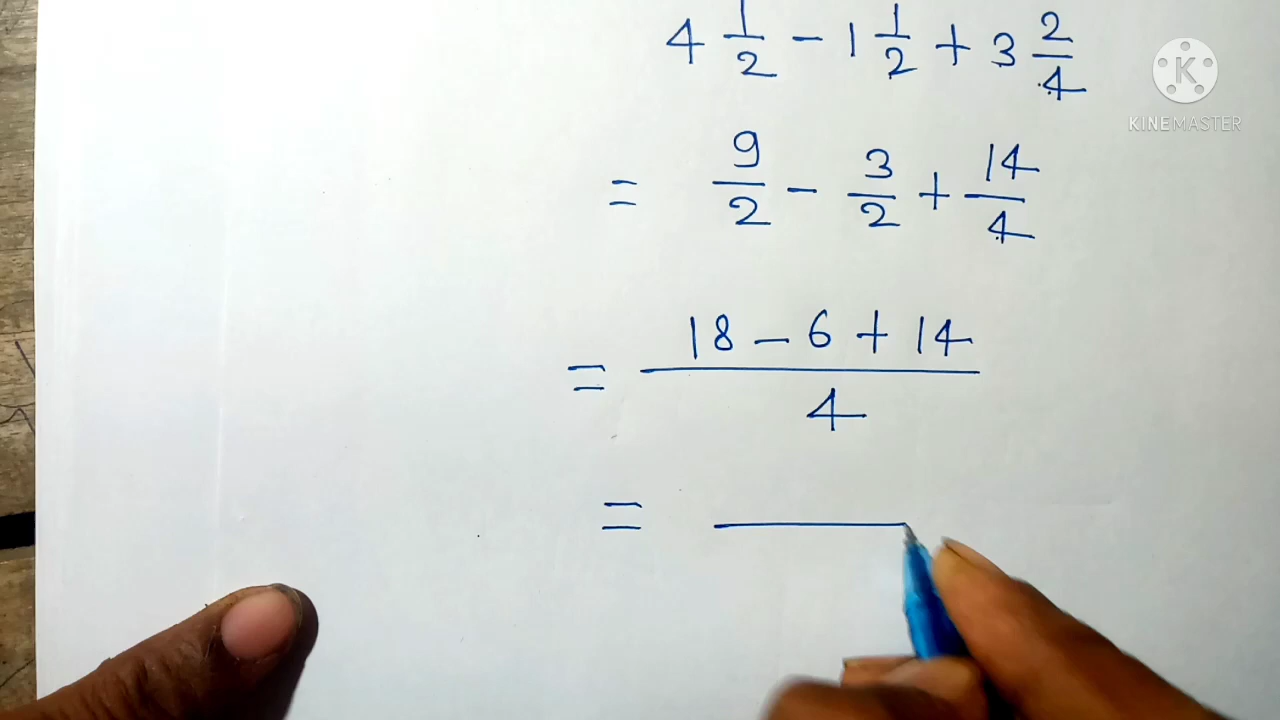 4 1/2 - 1 1/2 + 3 2/4
K
KINEMASTER
= 9/2 - 3/2 + 14/4
= 18 - 6 + 14 / 4
=